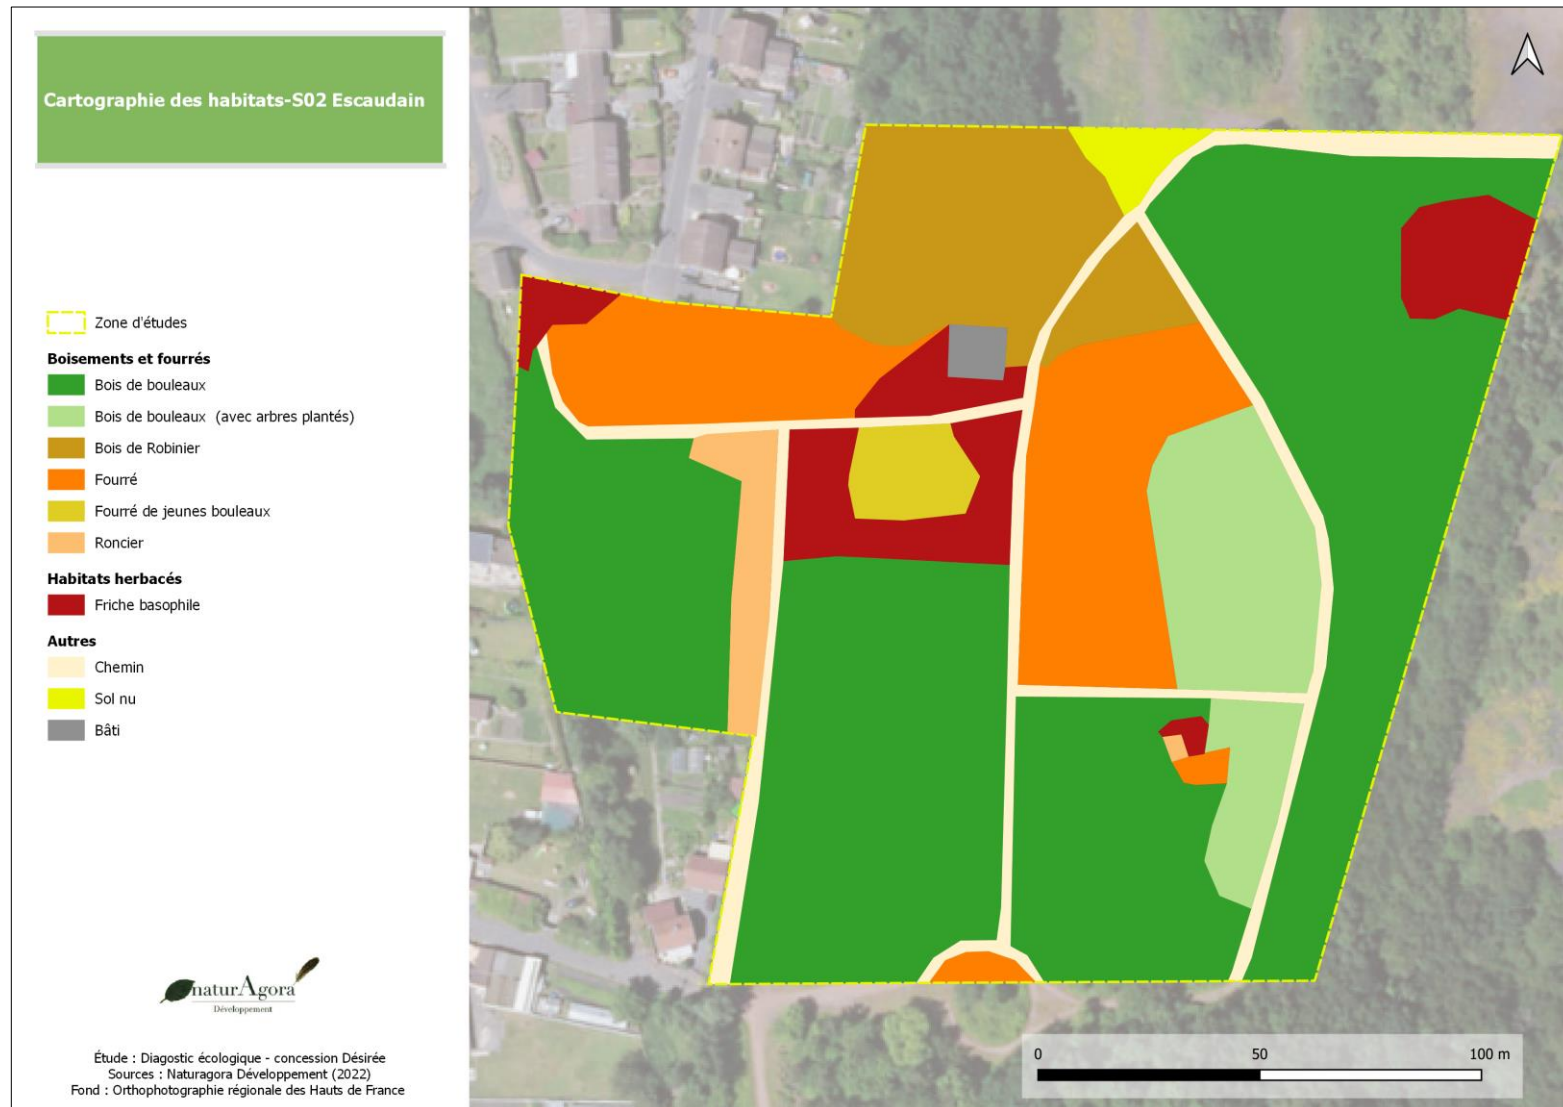 Cartographie des habitats-S02 Escaudain
Zone d'études
Boisements et fourrés
Bois de bouleaux
Bois de bouleaux (avec arbres plantés)
Bois de Robinier
Fourré
Fourré de jeunes bouleaux
Roncier
Habitats herbacés
Friche basophile
Autres
Chemin
Sol nu
Bâti
naturAgora
Développement
Étude : Diagostic écologique - concession Désirée
Sources : Naturagora Développement (2022)
Fond : Orthophotographie régionale des Hauts de France
0 50 100 m